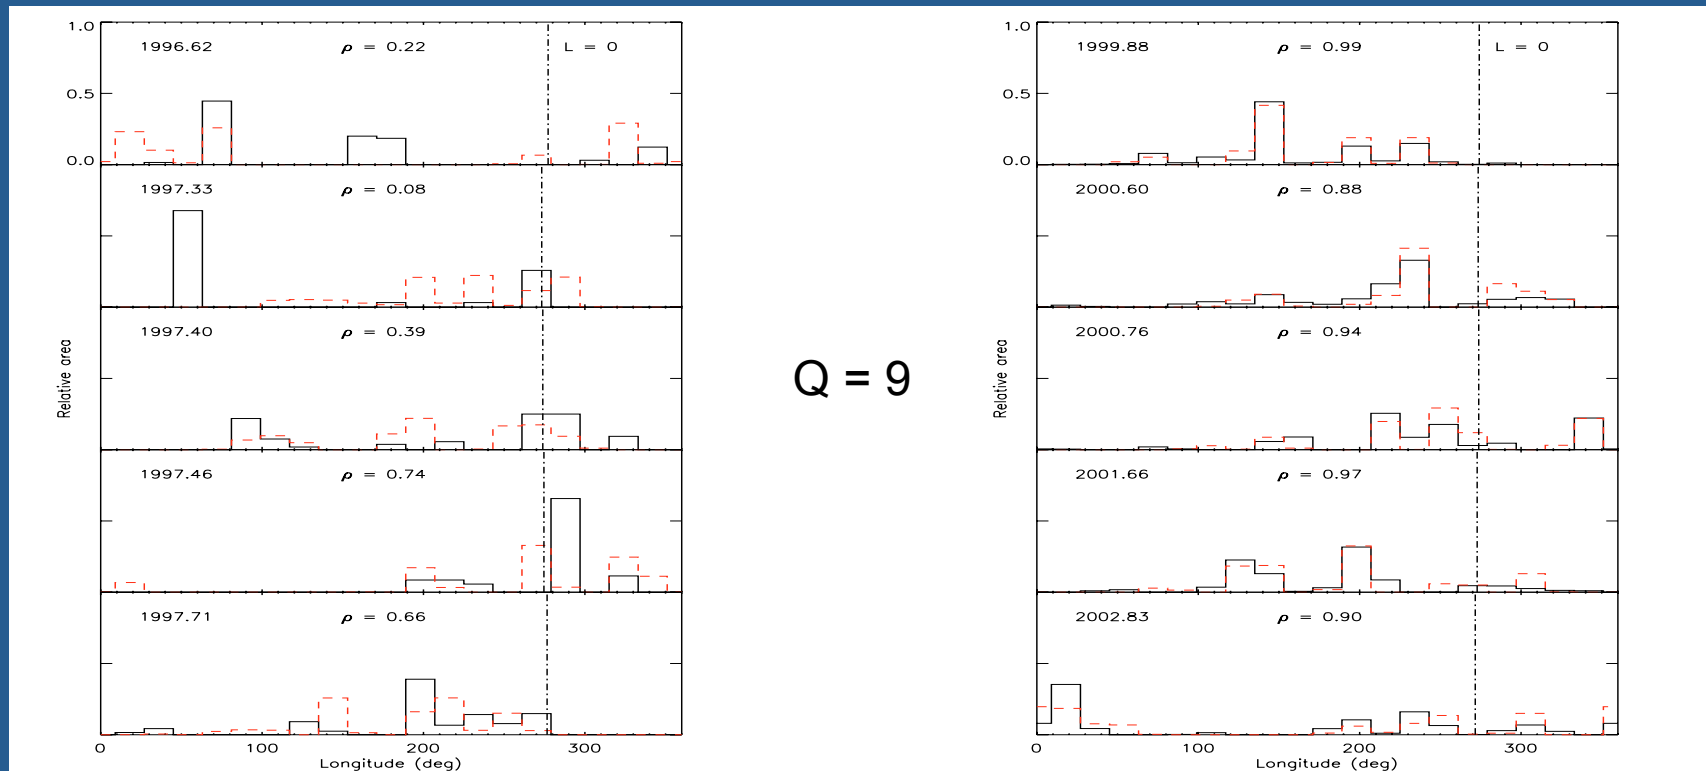 1.0
1996.62 ρ = 0.22 L = 0
0.5
0.0
1997.33 ρ = 0.08
1997.40 ρ = 0.39
Relative area
1997.46 ρ = 0.74
1997.71 ρ = 0.66
0 100 200 300
Longitude (deg)
Q = 9
1.0
1999.88 ρ = 0.99 L = 0
0.5
0.0
2000.60 ρ = 0.88
2000.76 ρ = 0.94
Relative area
2001.66 ρ = 0.97
2002.83 ρ = 0.90
0 100 200 300
Longitude (deg)